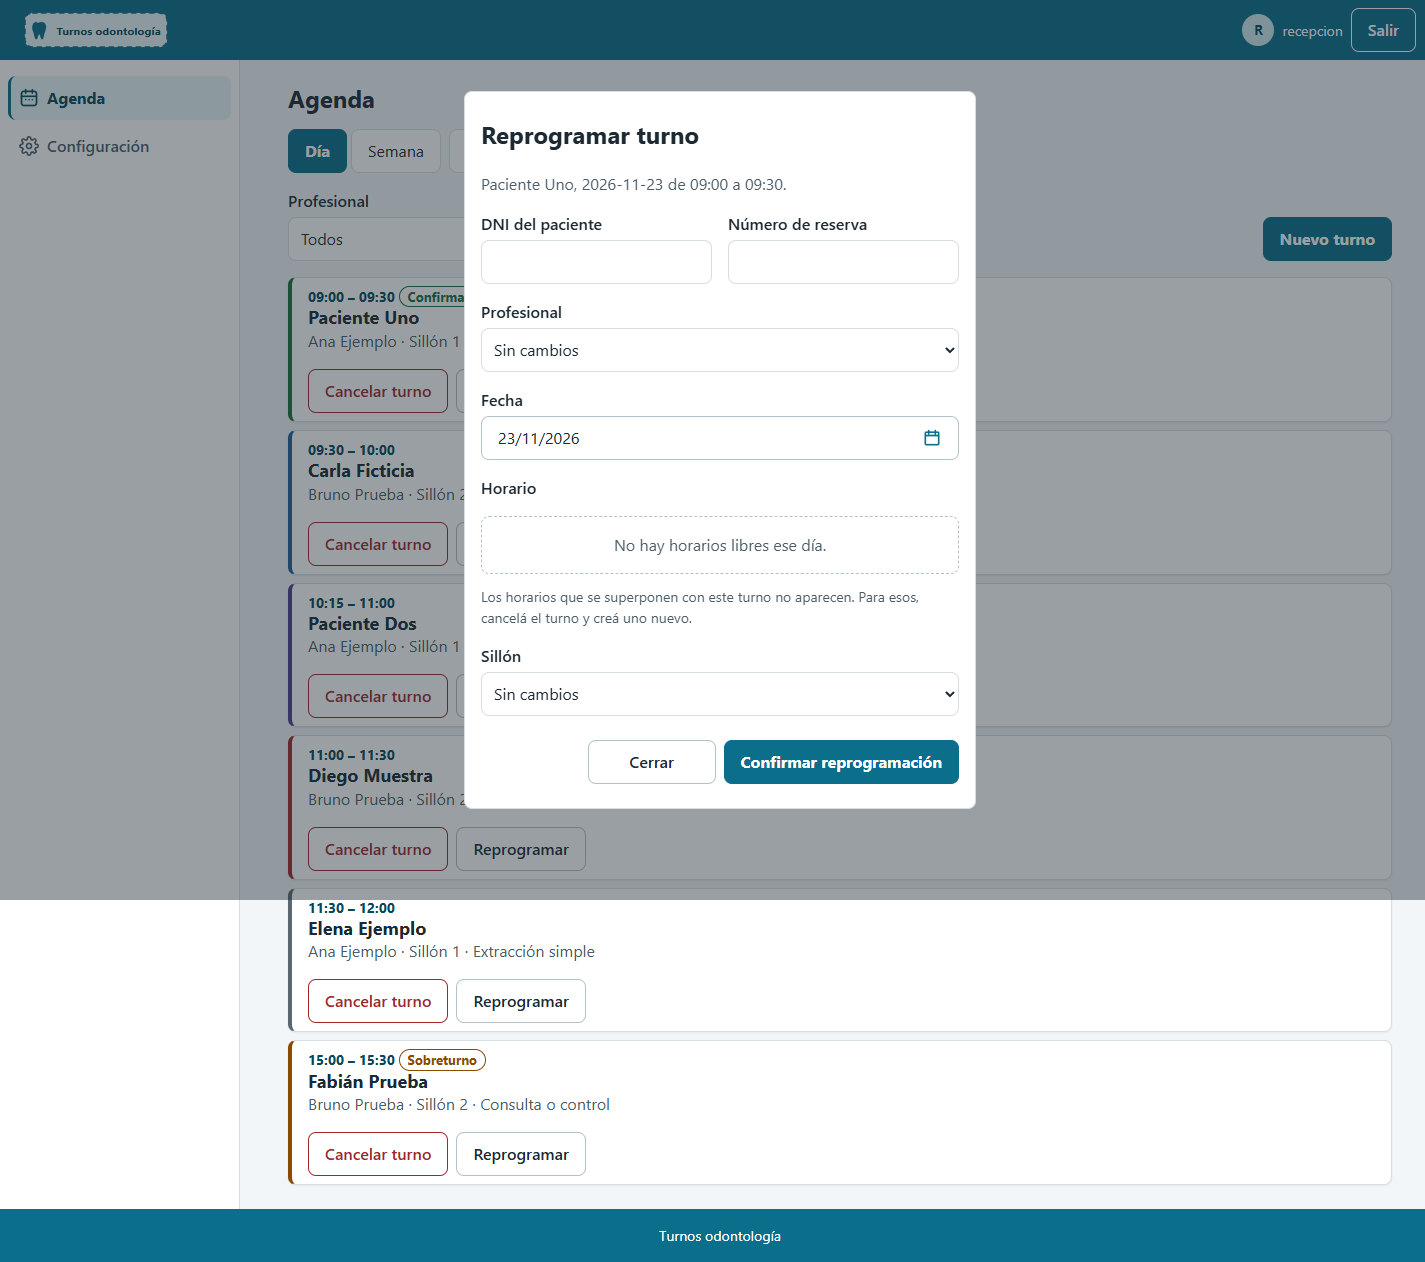 Turnos odontología
R
recepcion
Salir
Agenda
Configuración
Agenda
Día
Semana
Profesional
Todos
Nuevo turno
09:00 – 09:30
Paciente Uno
Ana Ejemplo · Sillón 1
Cancelar turno
09:30 – 10:00
Carla Ficticia
Bruno Prueba · Sillón
Cancelar turno
10:15 – 11:00
Paciente Dos
Ana Ejemplo · Sillón 1
Cancelar turno
11:00 – 11:30
Diego Muestra
Bruno Prueba · Sillón
Cancelar turno
Reprogramar
11:30 – 12:00
Elena Ejemplo
Ana Ejemplo · Sillón 1 · Extracción simple
Cancelar turno
Reprogramar
15:00 – 15:30 Sobreturno
Fabián Prueba
Bruno Prueba · Sillón 2 · Consulta o control
Cancelar turno
Reprogramar
Reprogramar turno
Paciente Uno, 2026-11-23 de 09:00 a 09:30.
DNI del paciente
Número de reserva
Profesional
Sin cambios
Fecha
23/11/2026
Horario
No hay horarios libres ese día.
Los horarios que se superponen con este turno no aparecen. Para esos,
cancelá el turno y creá uno nuevo.
Sillón
Sin cambios
Cerrar
Confirmar reprogramación
Turnos odontología